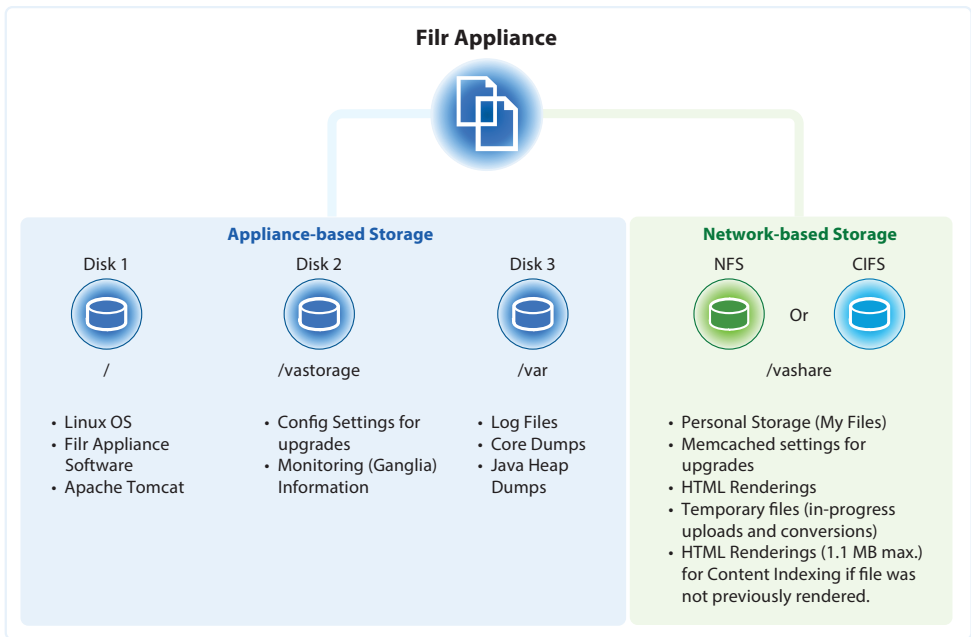 Filr Appliance
Appliance-based Storage
Disk 1
Disk 2
Disk 3
/
/vastorage
/var
• Linux OS
• Filr Appliance
Software
• Apache Tomcat
• Config Settings for
upgrades
• Monitoring (Ganglia)
Information
• Log Files
• Core Dumps
• Java Heap
Dumps
Network-based Storage
NFS
Or
CIFS
/vashare
• Personal Storage (My Files)
• Memcached settings for
upgrades
• HTML Renderings
• Temporary files (in-progress
uploads and conversions)
• HTML Renderings (1.1 MB max.)
for Content Indexing if file was
not previously rendered.